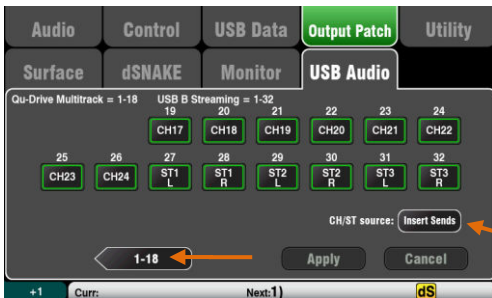 Audio Control USB Data Output Patch Utility
Surface dSNAKE Monitor USB Audio
Qu-Drive Multitrack = 1-18 USB B Streaming = 1-32
19 20 21 22 23 24
CH17 CH18 CH19 CH20 CH21 CH22
25 26 27 28 29 30 31 32
CH23 CH24 ST1 L ST1 R ST2 L ST2 R ST3 L ST3 R
CH/ST source: Insert Sends
1-18 Apply Cancel
+1 Curr: Next:1) dS